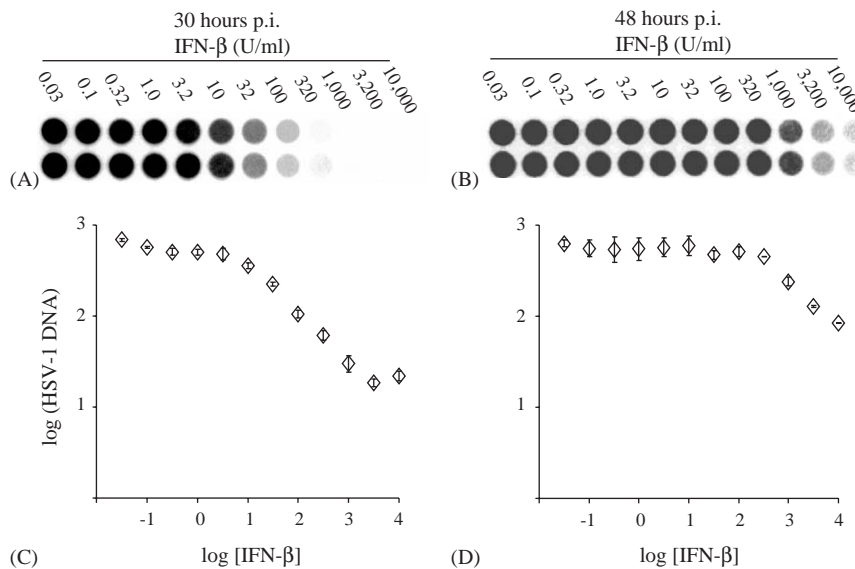 30 hours p.i.
IFN-β (U/ml)
0.03 0.1 0.32 1.0 3.2 10 32 100 320 1,000 3,200 10,000
(A)
48 hours p.i.
IFN-β (U/ml)
0.03 0.1 0.32 1.0 32 10 32 100 320 1,000 3,200 10,000
(B)
log (HSV-1 DNA)
3
2
1
-1 0 1 2 3 4
(C)
log [IFN-β]
3
2
1
-1 0 1 2 3 4
(D)
log [IFN-β]